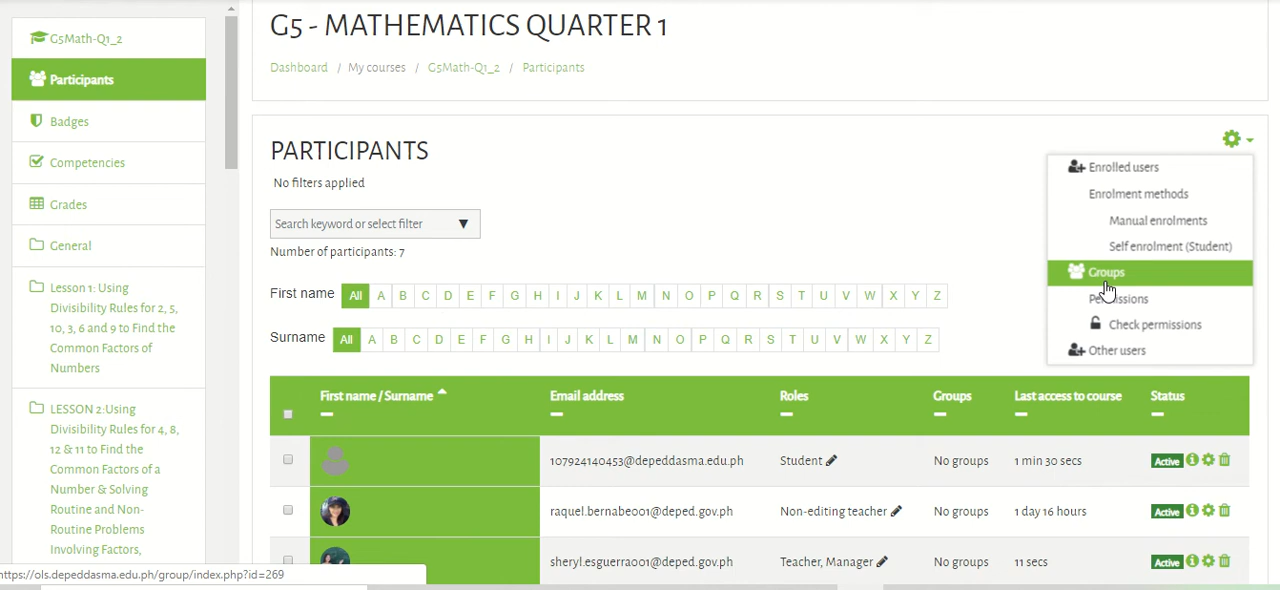 G5Math-Q1_2
Participants
Badges
Competencies
Grades
General
Lesson 1: Using
Divisibility Rules for 2, 5,
10, 3, 6 and 9 to Find the
Common Factors of
Numbers
LESSON 2:Using
Divisibility Rules for 4, 8,
12 & 11 to Find the
Common Factors of a
Number & Solving
Routine and Non-
Routine Problems
Involving Factors,
https://ols.depeddasma.edu.ph/group/index.php?id=269
G5 - MATHEMATICS QUARTER 1
Dashboard / My courses / G5Math-Q1_2 / Participants
PARTICIPANTS
No filters applied
Search keyword or select filter ▼
Number of participants: 7
First name All A B C D E F G H I J K L M N O P Q R S T U V W X Y Z
Surname All A B C D E F G H I J K L M N O P Q R S T U V W X Y Z
Enrolled users
Enrolment methods
Manual enrolments
Self enrolment (Student)
Groups
Permissions
Check permissions
Other users
First name / Surname Email address Roles Groups Last access to course Status
107924140453@depeddasma.edu.ph Student No groups 1 min 30 secs Active
raquel.bernabe001@deped.gov.ph Non-editing teacher No groups 1 day 16 hours Active
sheryl.esguerra001@deped.gov.ph Teacher, Manager No groups 11 secs Active